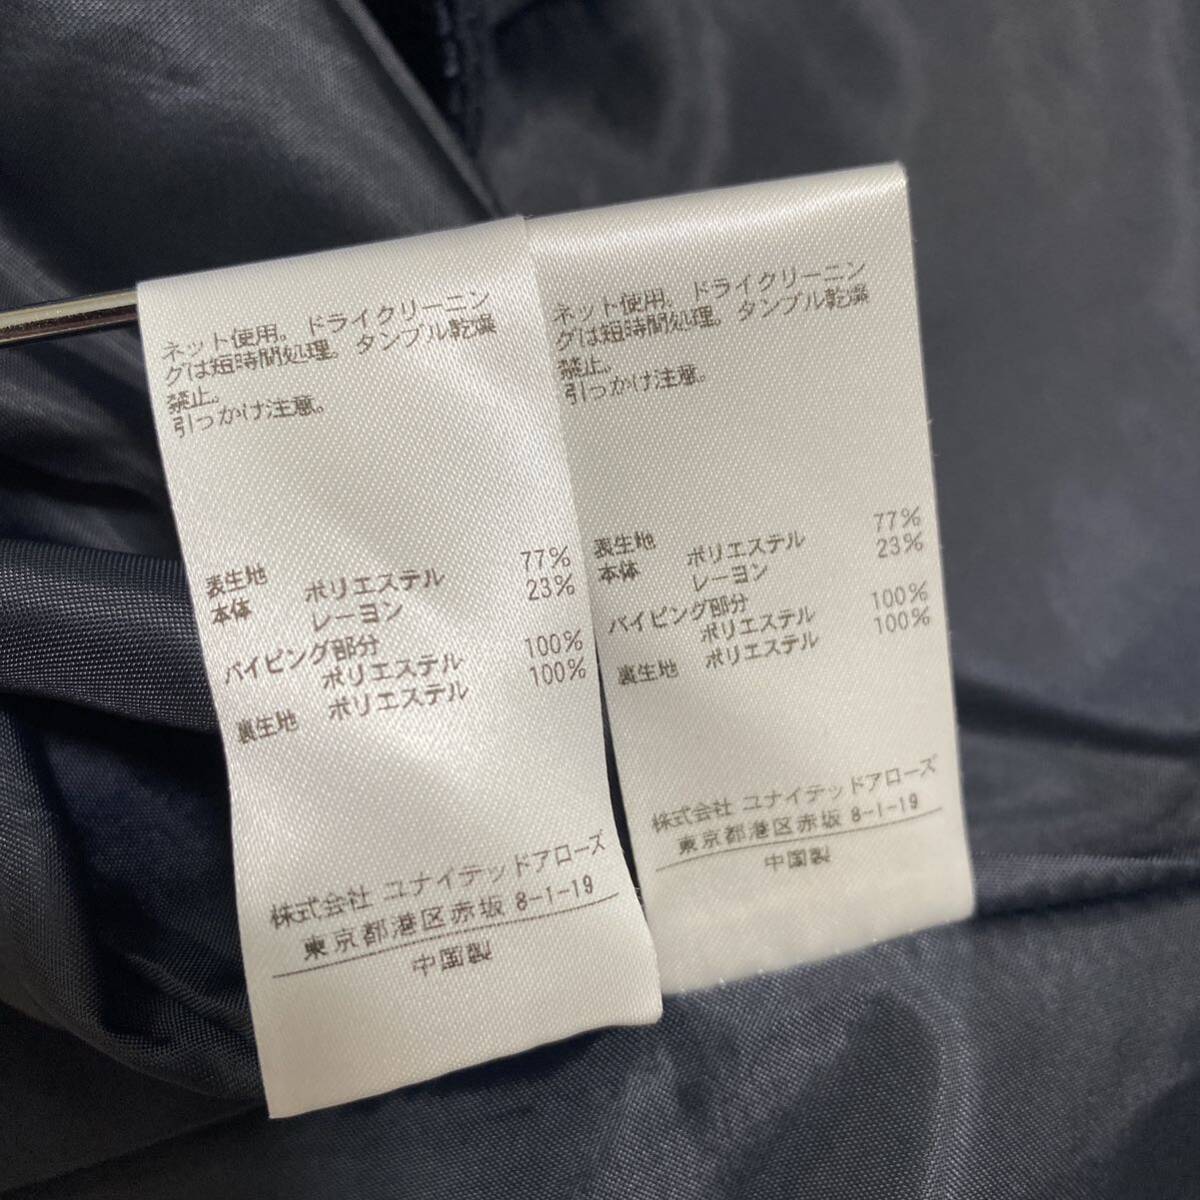 ネット使用。ドライクリーニン
グは短時間処理。タンブル乾燥
禁止。
引っかけ注意。
表生地
本体 ポリエステル 77%
レーヨン 23%
パイピング部分
ポリエステル 100%
裏生地 ポリエステル 100%
株式会社 ユナイテッドアローズ
東京都港区赤坂 8-1-19
中国製
ネット使用。ドライクリーニン
グは短時間処理。タンブル乾燥
禁止。
引っかけ注意。
表生地
本体 ポリエステル 77%
レーヨン 23%
パイピング部分
ポリエステル 100%
裏生地 ポリエステル 100%
株式会社 ユナイテッドアローズ
東京都港区赤坂 8-1-19
中国製